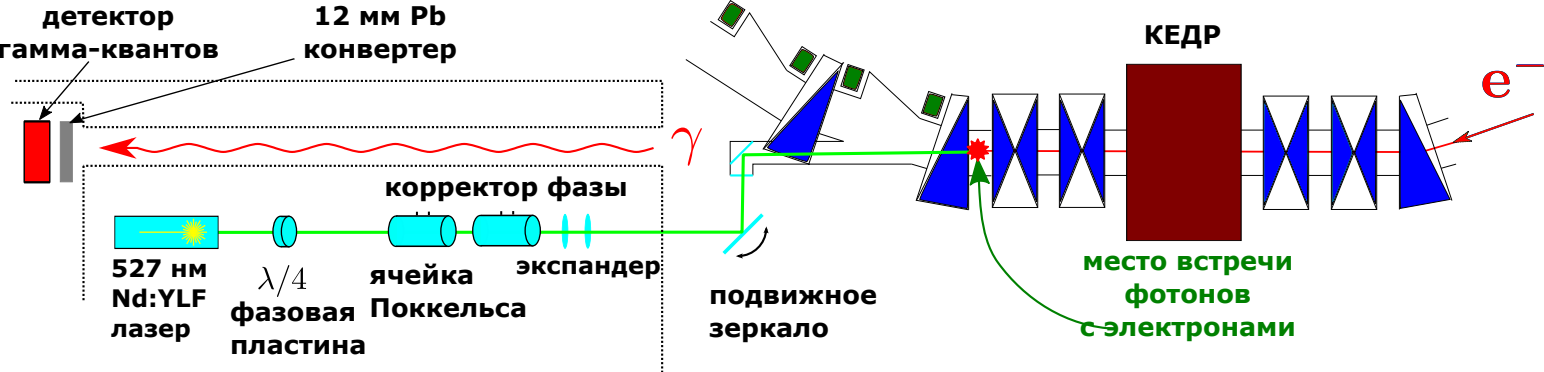 детектор
гамма-квантов
12 мм Pb
конвертер
КЕДР
e⁻
γ
корректор фазы
527 нм
Nd:YLF
лазер
λ/4
фазовая
пластина
ячейка
Поккельса
экспандер
подвижное
зеркало
место встречи
фотонов
с электронами